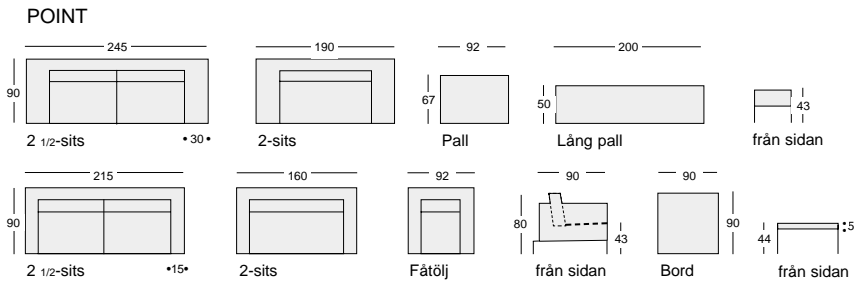 POINT
245 190 92 200
90 67 50 43
2 1/2-sits •30• 2-sits Pall Lång pall från sidan
215 160 92 90 90
90 80 43 90 44 5
2 1/2-sits •15• 2-sits Fåtölj från sidan Bord från sidan